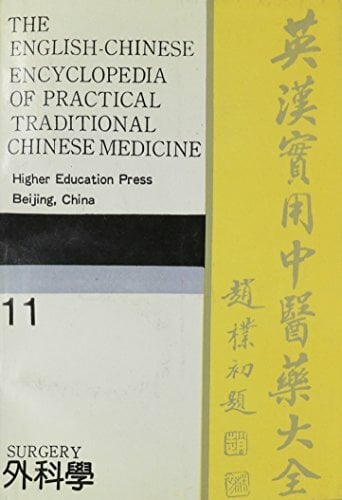 THE
ENGLISH-CHINESE
ENCYCLOPEDIA
OF PRACTICAL
TRADITIONAL
CHINESE MEDICINE
Higher Education Press
Beijing, China
11
SURGERY
外科學
英漢實用中醫藥大全
趙樸初題